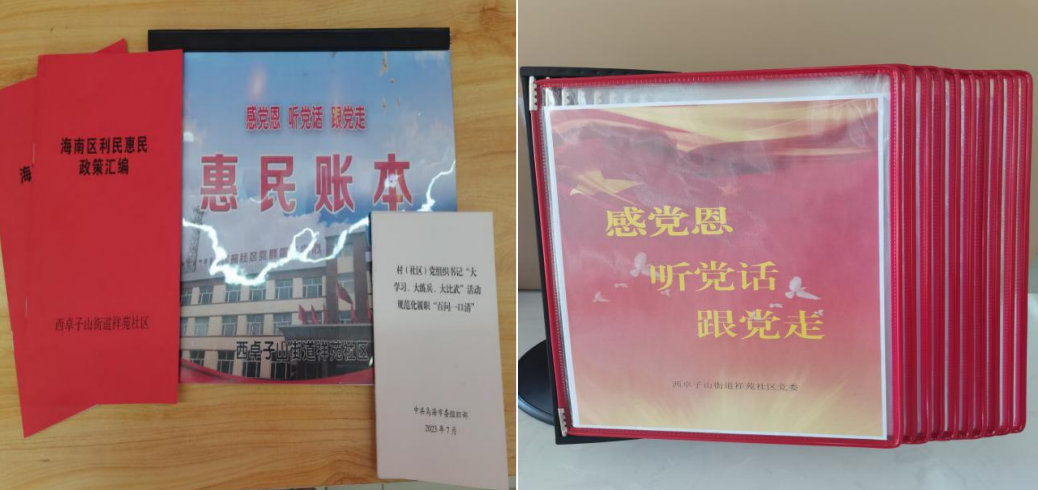 海南区利民惠民
政策汇编
西卓子山街道祥苑社区
海
感党恩 听党话 跟党走
惠民账本
西卓子山街道祥苑社区
村（社区）党组织书记“大
学习、大练兵、大比武”活动
规范化履职“百问一口清”
中共乌海市委组织部
2023年7月
感党恩
听党话
跟党走
西卓子山街道祥苑社区党委